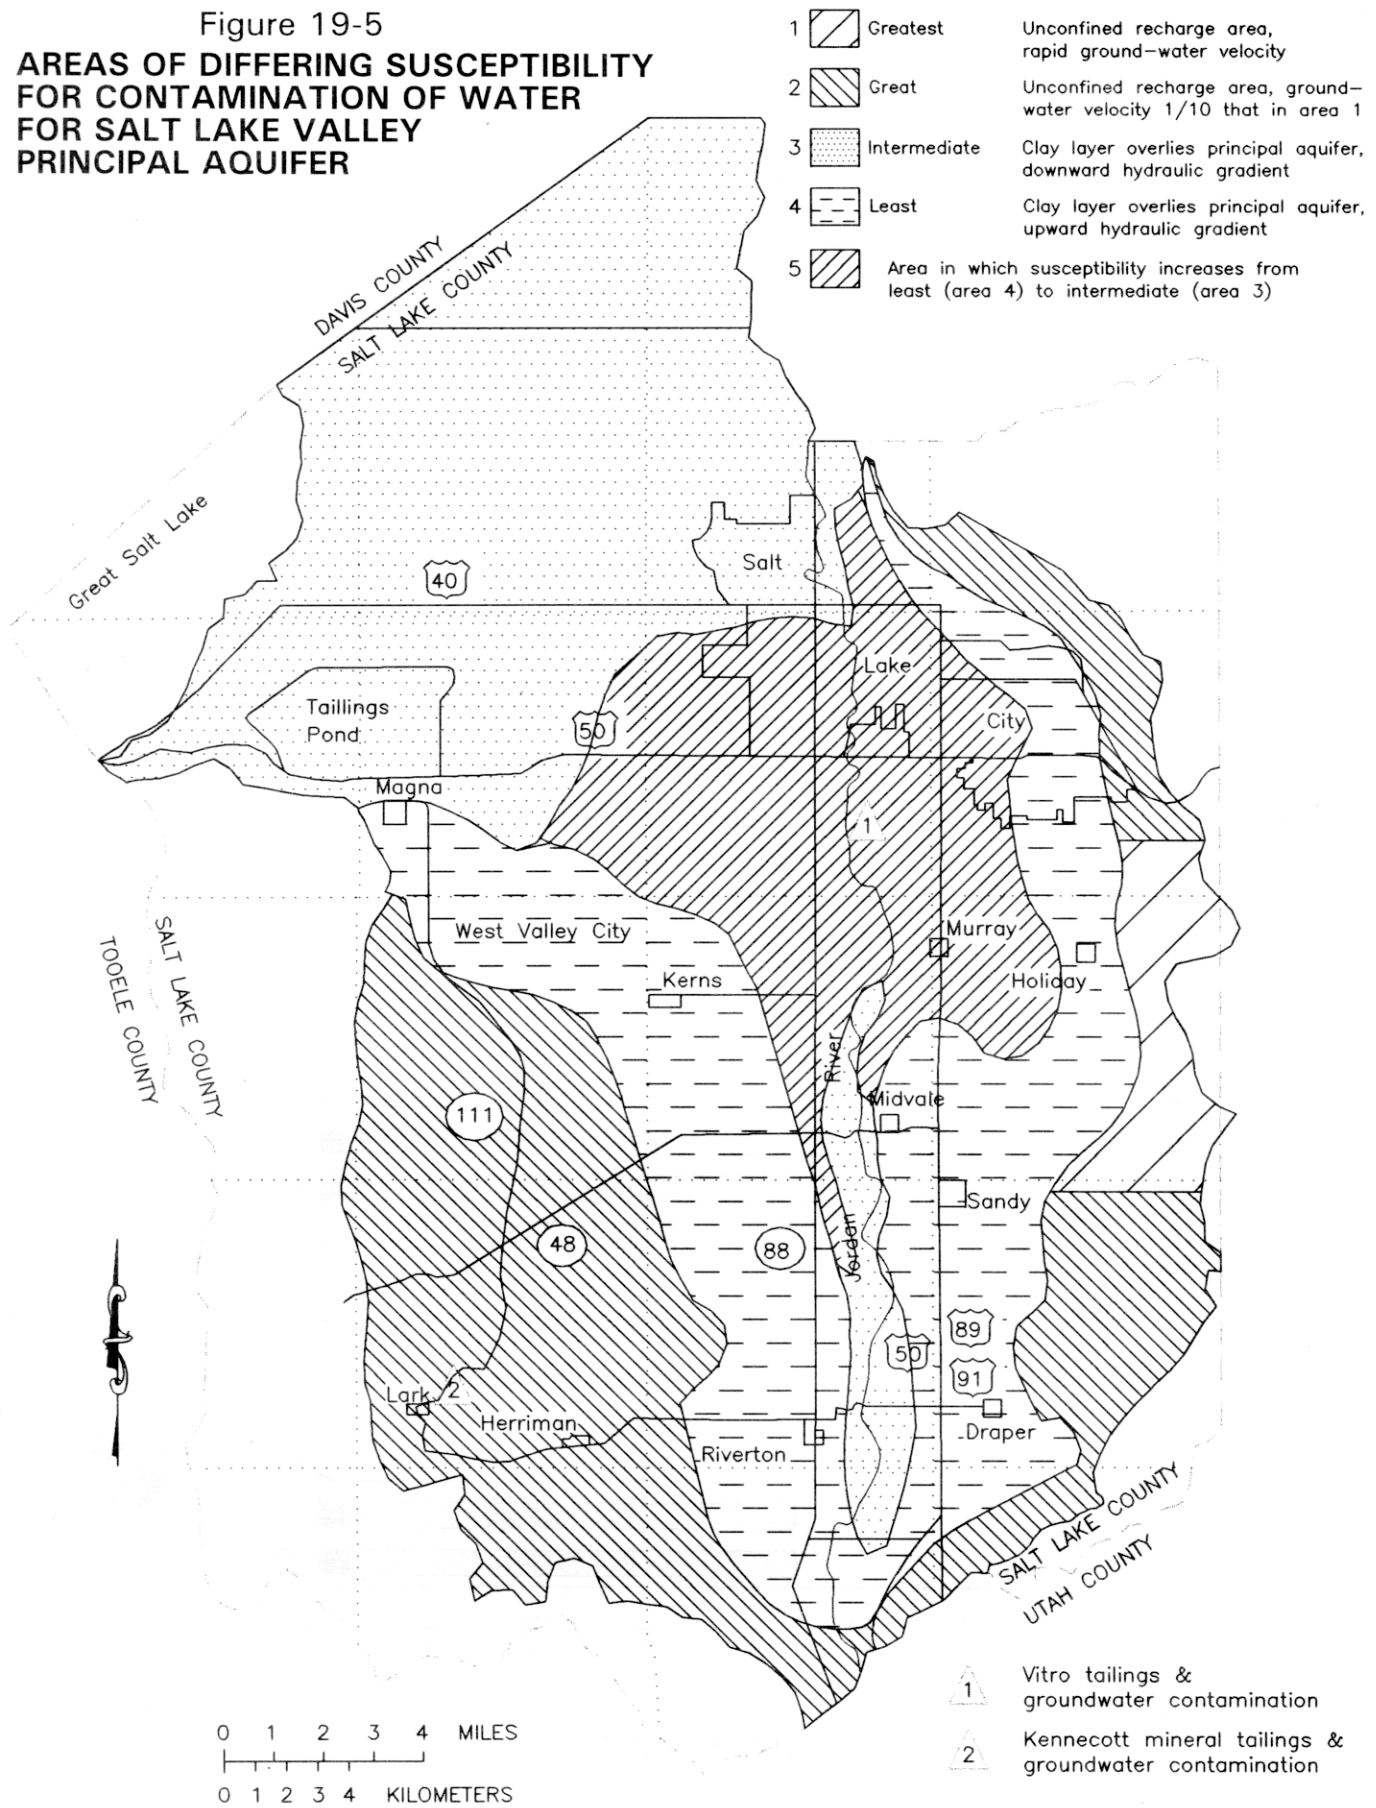 Figure 19-5
AREAS OF DIFFERING SUSCEPTIBILITY
FOR CONTAMINATION OF WATER
FOR SALT LAKE VALLEY
PRINCIPAL AQUIFER
1 Greatest Unconfined recharge area,
rapid ground-water velocity
2 Great Unconfined recharge area, ground-
water velocity 1/10 that in area 1
3 Intermediate Clay layer overlies principal aquifer,
downward hydraulic gradient
4 Least Clay layer overlies principal aquifer,
upward hydraulic gradient
5 Area in which susceptibility increases from
least (area 4) to intermediate (area 3)
DAVIS COUNTY
SALT LAKE COUNTY
Great Salt Lake
40
Salt
Lake
City
Taillings
Pond
50
Magna
1
West Valley City
Murray
Kerns
Holiday
SALT LAKE COUNTY
TOOELE COUNTY
River
Midvale
111
Sandy
48
88
Jordan
89
50
91
Lark
2
Herriman
Riverton
Draper
SALT LAKE COUNTY
UTAH COUNTY
1 Vitro tailings &
groundwater contamination
2 Kennecott mineral tailings &
groundwater contamination
0 1 2 3 4 MILES
0 1 2 3 4 KILOMETERS